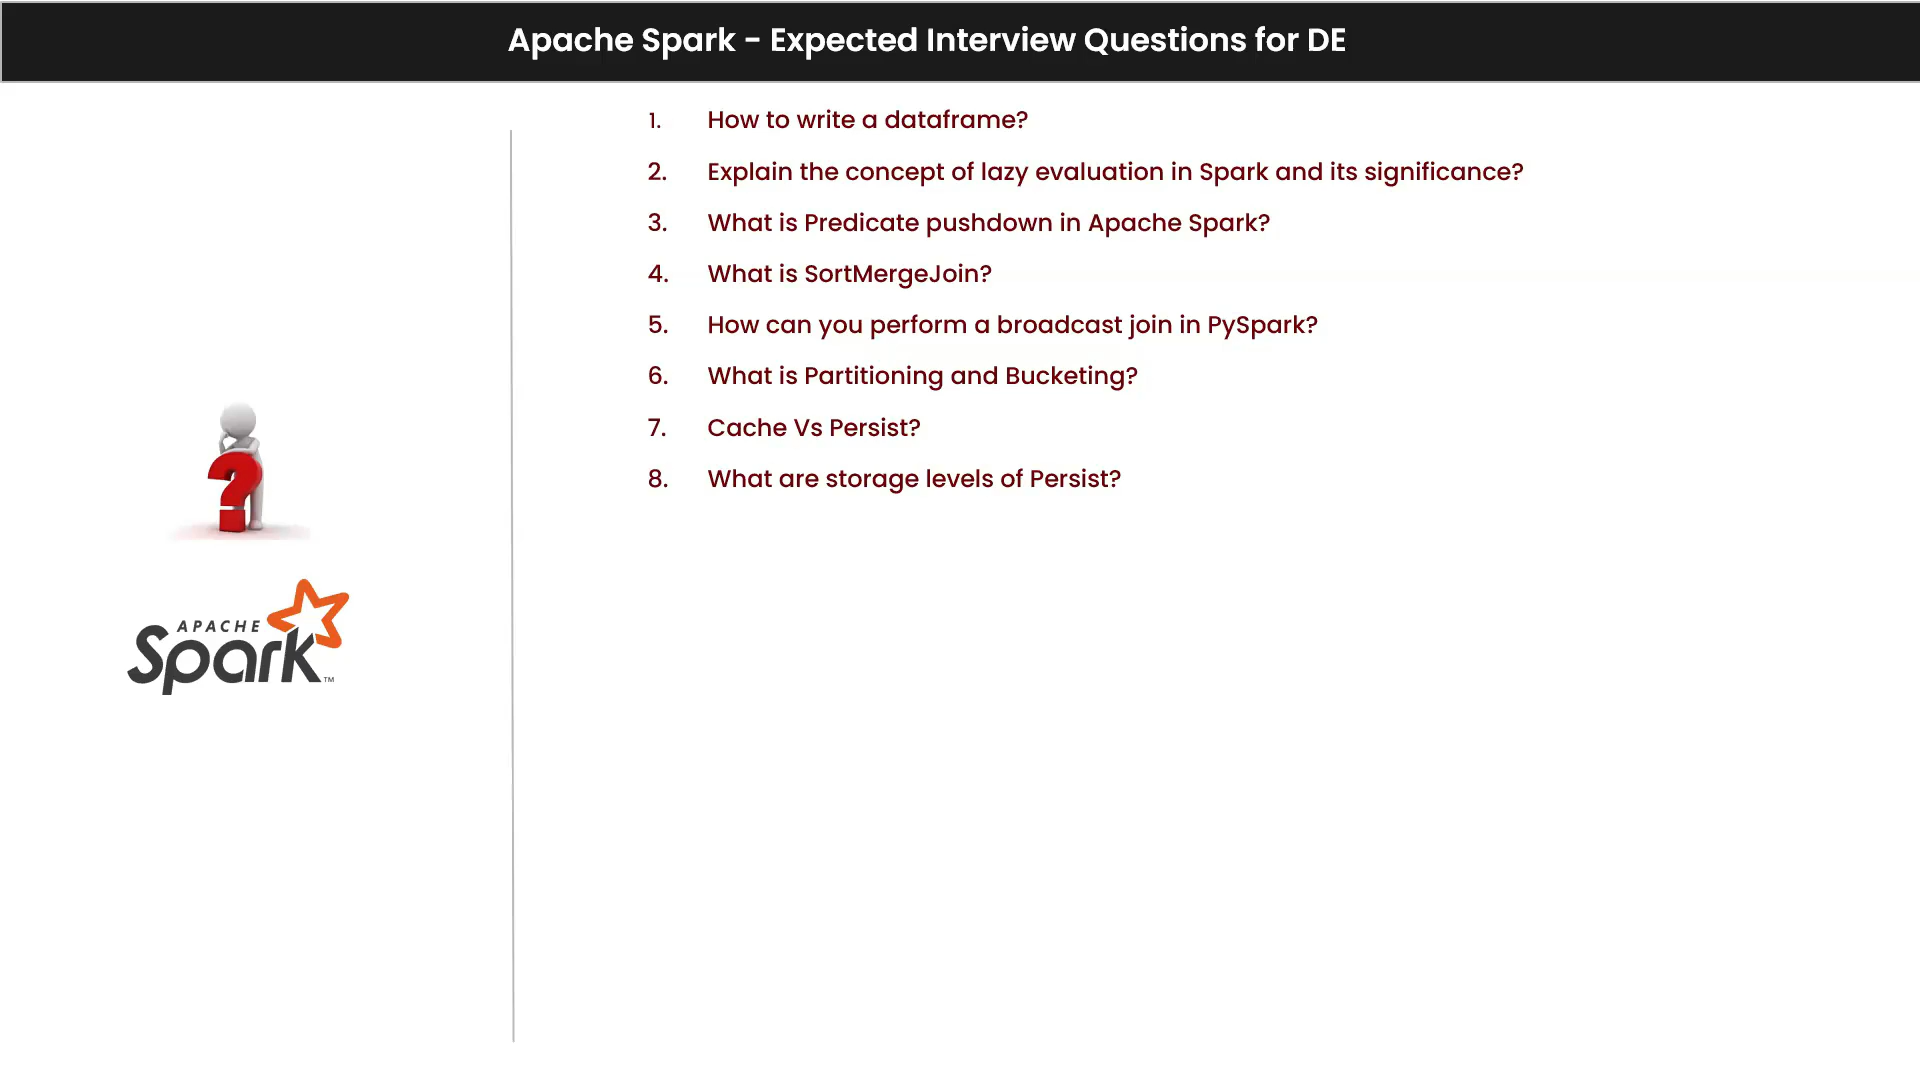 Apache Spark - Expected Interview Questions for DE
1. How to write a dataframe?
2. Explain the concept of lazy evaluation in Spark and its significance?
3. What is Predicate pushdown in Apache Spark?
4. What is SortMergeJoin?
5. How can you perform a broadcast join in PySpark?
6. What is Partitioning and Bucketing?
7. Cache Vs Persist?
8. What are storage levels of Persist?
?
APACHE
Spark™